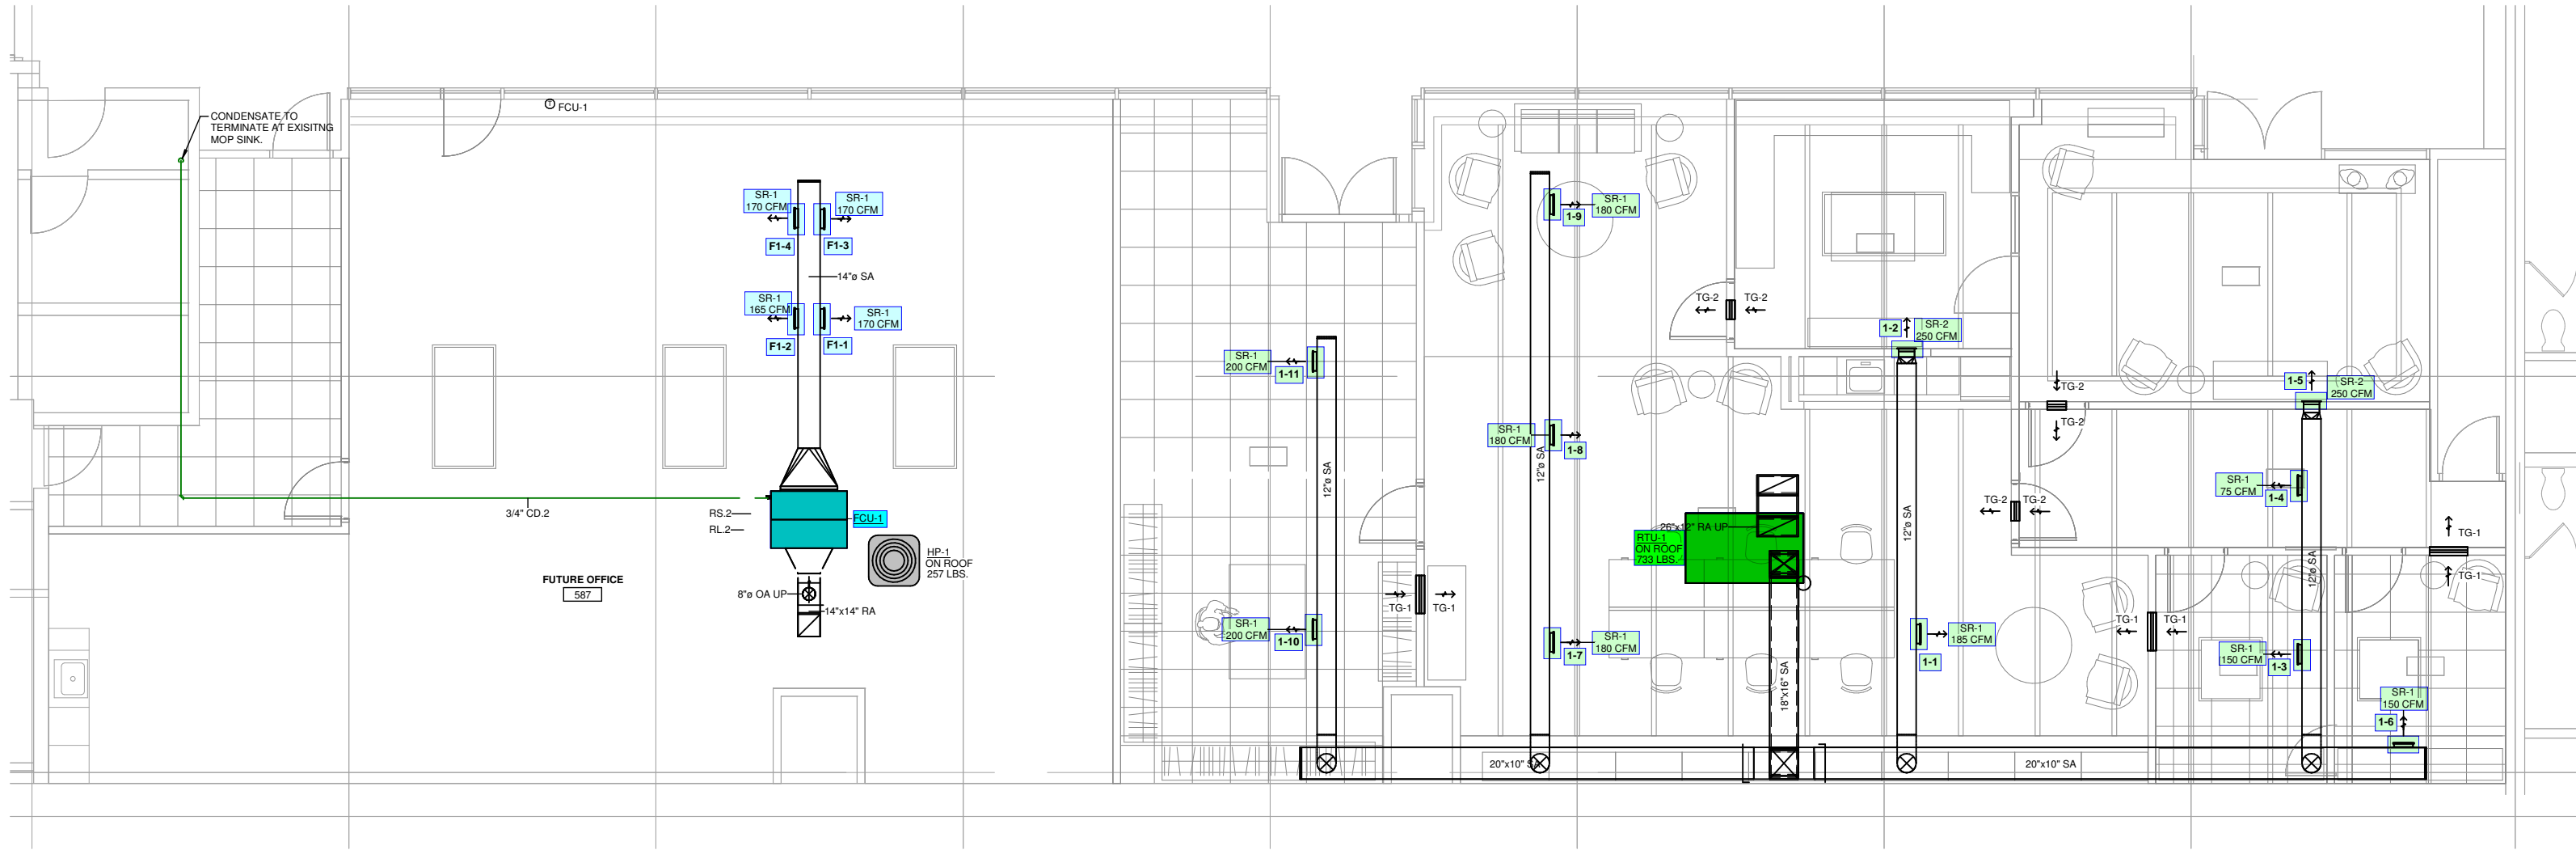 CONDENSATE TO
TERMINATE AT EXISITNG
MOP SINK.
FCU-1
SR-1
170 CFM
SR-1
170 CFM
F1-4
F1-3
14"ø SA
SR-1
165 CFM
SR-1
170 CFM
F1-2
F1-1
3/4" CD.2
RS.2
RL.2
FCU-1
HP-1
ON ROOF
257 LBS.
FUTURE OFFICE
587
8"ø OA UP
14"x14" RA
SR-1
200 CFM
1-11
12"ø SA
SR-1
200 CFM
1-10
TG-1
TG-1
SR-1
180 CFM
1-9
SR-1
180 CFM
1-8
12"ø SA
SR-1
180 CFM
1-7
20"x10" SA
TG-2
TG-2
26"x12" RA UP
RTU-1
ON ROOF
733 LBS.
18"x16" SA
1-2
SR-2
250 CFM
12"ø SA
SR-1
185 CFM
1-1
20"x10" SA
TG-2
TG-2
TG-2
TG-2
1-5
SR-2
250 CFM
SR-1
75 CFM
1-4
12"ø SA
TG-1
TG-1
TG-1
TG-1
SR-1
150 CFM
1-3
SR-1
150 CFM
1-6